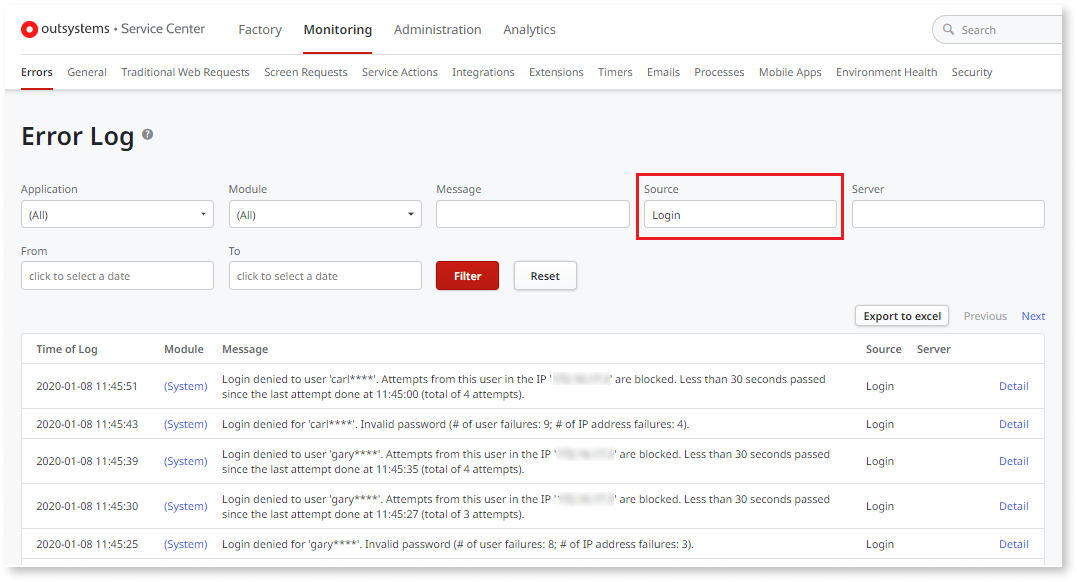 outsystems • Service Center Factory Monitoring Administration Analytics Search
Errors General Traditional Web Requests Screen Requests Service Actions Integrations Extensions Timers Emails Processes Mobile Apps Environment Health Security
Error Log ?
Application Module Message Source Server
(All) (All) Login
From To
click to select a date click to select a date Filter Reset
Export to excel Previous Next
Time of Log Module Message Source Server
2020-01-08 11:45:51 (System) Login denied to user 'carl****'. Attempts from this user in the IP ' ' are blocked. Less than 30 seconds passed Login Detail
since the last attempt done at 11:45:00 (total of 4 attempts).
2020-01-08 11:45:43 (System) Login denied for 'carl****'. Invalid password (# of user failures: 9; # of IP address failures: 4). Login Detail
2020-01-08 11:45:39 (System) Login denied to user 'gary****'. Attempts from this user in the IP ' ' are blocked. Less than 30 seconds passed Login Detail
since the last attempt done at 11:45:35 (total of 4 attempts).
2020-01-08 11:45:30 (System) Login denied to user 'gary****'. Attempts from this user in the IP ' ' are blocked. Less than 30 seconds passed Login Detail
since the last attempt done at 11:45:27 (total of 3 attempts).
2020-01-08 11:45:25 (System) Login denied for 'gary****'. Invalid password (# of user failures: 8; # of IP address failures: 3). Login Detail